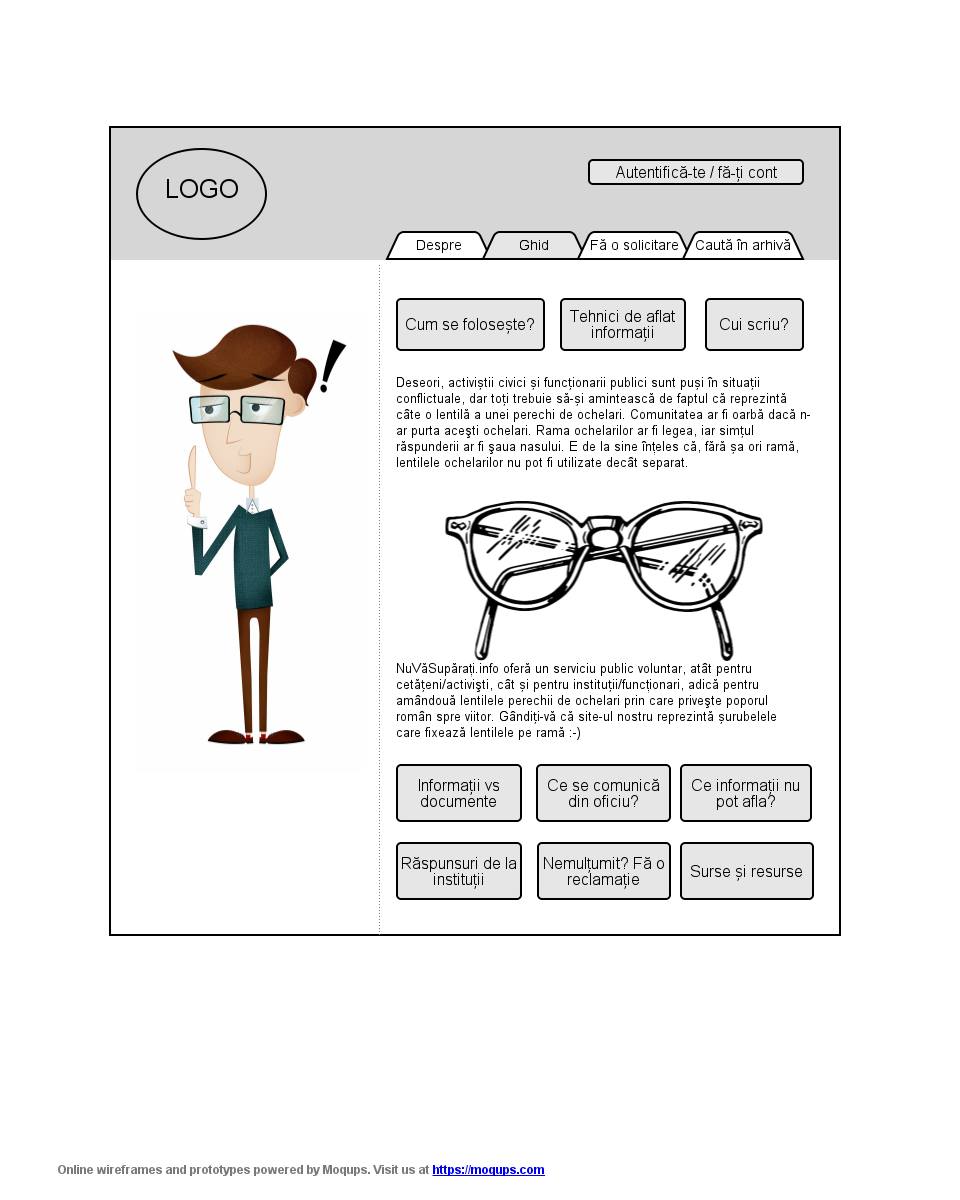 LOGO
Autentifică-te / fă-ți cont
Despre
Ghid
Fă o solicitare
Caută în arhivă
Cum se folosește?
Tehnici de aflat
informații
Cui scriu?
Deseori, activiștii civici și funcționarii publici sunt puși în situații
conflictuale, dar toți trebuie să-și amintească de faptul că reprezintă
câte o lentilă a unei perechi de ochelari. Comunitatea ar fi oarbă dacă n-
ar purta acești ochelari. Rama ochelarilor ar fi legea, iar simțul
răspunderii ar fi șaua nasului. E de la sine înțeles că, fără șa ori ramă,
lentilele ochelarilor nu pot fi utilizate decât separat.
NuVăSupărați.info oferă un serviciu public voluntar, atât pentru
cetățeni/activiști, cât și pentru instituții/funcționari, adică pentru
amândouă lentilele perechii de ochelari prin care privește poporul
român spre viitor. Gândiți-vă că site-ul nostru reprezintă șurubelele
care fixează lentilele pe ramă :-)
Informații vs
documente
Ce se comunică
din oficiu?
Ce informații nu
pot afla?
Răspunsuri de la
instituții
Nemulțumit? Fă o
reclamație
Surse și resurse
Online wireframes and prototypes powered by Moqups. Visit us at https://moqups.com